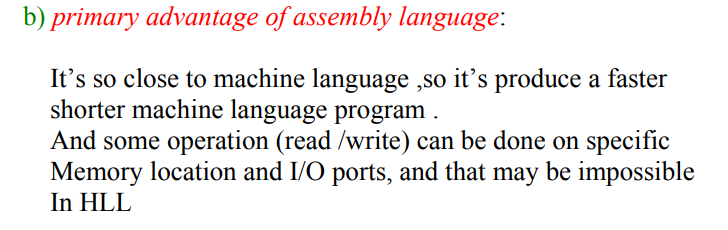 b) primary advantage of assembly language:
It’s so close to machine language ,so it’s produce a faster
shorter machine language program .
And some operation (read /write) can be done on specific
Memory location and I/O ports, and that may be impossible
In HLL